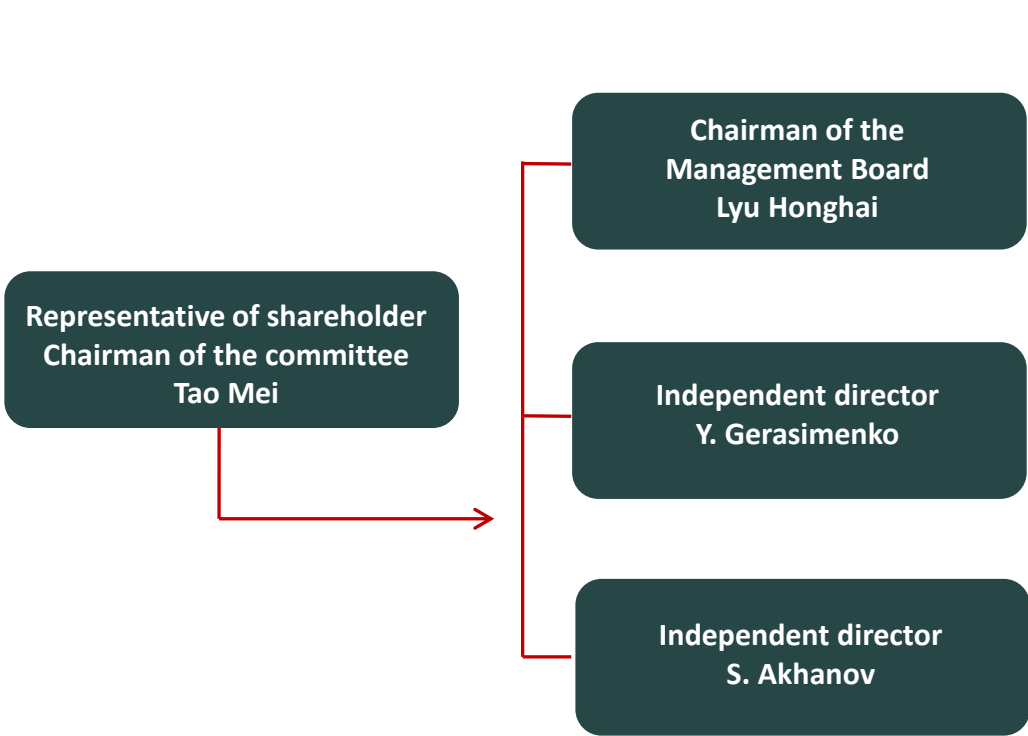 Representative of shareholder
Chairman of the committee
Tao Mei
Chairman of the
Management Board
Lyu Honghai
Independent director
Y. Gerasimenko
Independent director
S. Akhanov